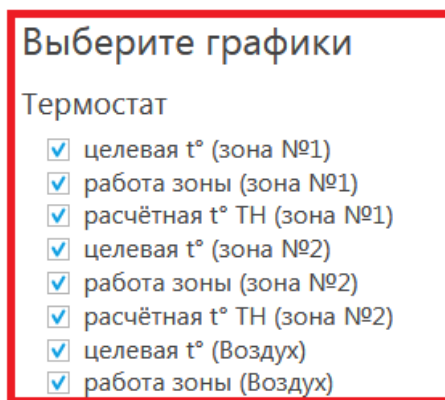 Выберите графики
Термостат
целевая t° (зона №1)
работа зоны (зона №1)
расчётная t° ТН (зона №1)
целевая t° (зона №2)
работа зоны (зона №2)
расчётная t° ТН (зона №2)
целевая t° (Воздух)
работа зоны (Воздух)